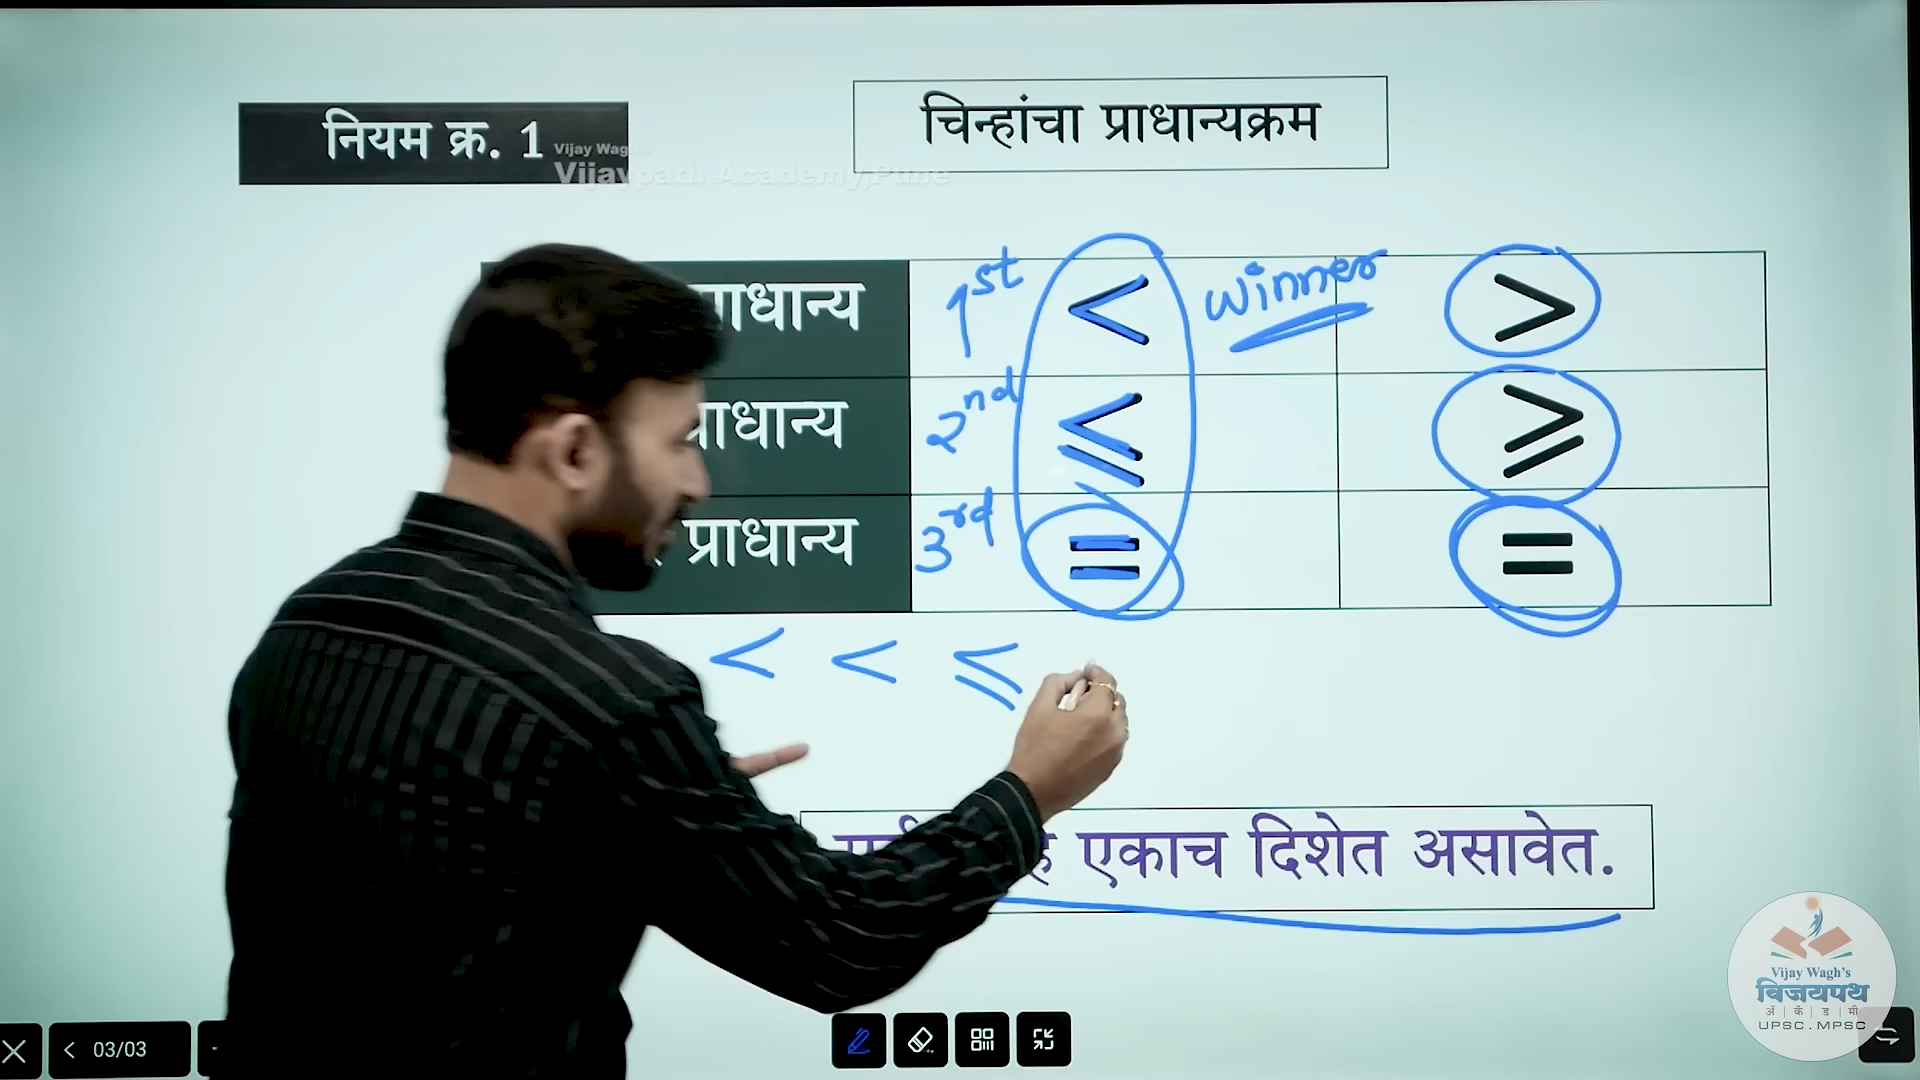 नियम क्र. 1
चिन्हांचा प्राधान्यक्रम
Vijay Wagh's
Vijaypath Academy,Pune
1st < winner >
2nd ≤ ≥
प्राधान्य 3rd = =
< < ≤
एकाच दिशेत असावेत.
Vijay Wagh's
विजयपथ
ॲ | कॅ | ड | मी
UPSC . MPSC
03/03